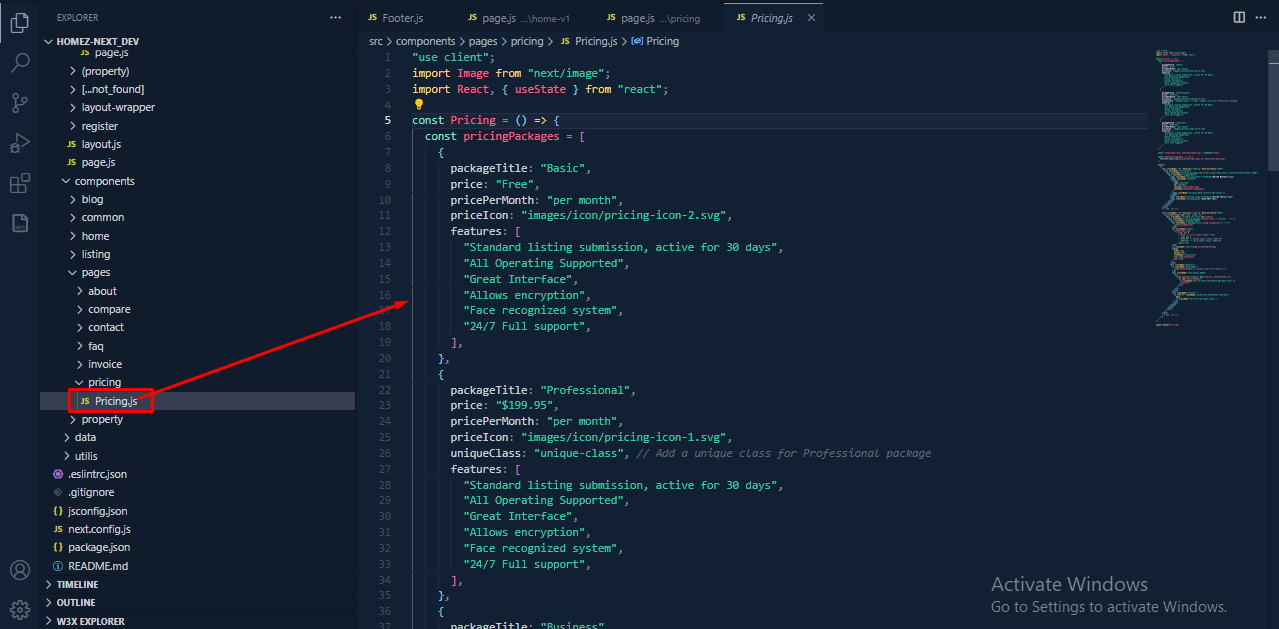 EXPLORER
HOMEZ-NEXT_DEV
JS page.js
(property)
[...not_found]
layout-wrapper
register
JS layout.js
JS page.js
components
blog
common
home
listing
pages
about
compare
contact
faq
invoice
pricing
JS Pricing.js
property
data
utilis
.eslintrc.json
.gitignore
{} jsconfig.json
JS next.config.js
{} package.json
README.md
TIMELINE
OUTLINE
W3X EXPLORER
JS Footer.js
JS page.js ...\home-v1
JS page.js ...\pricing
JS Pricing.js
src > components > pages > pricing > JS Pricing.js > Pricing
1 "use client";
2 import Image from "next/image";
3 import React, { useState } from "react";
4
5 const Pricing = () => {
6 const pricingPackages = [
7 {
8 packageTitle: "Basic",
9 price: "Free",
10 pricePerMonth: "per month",
11 priceIcon: "images/icon/pricing-icon-2.svg",
12 features: [
13 "Standard listing submission, active for 30 days",
14 "All Operating Supported",
15 "Great Interface",
16 "Allows encryption",
17 "Face recognized system",
18 "24/7 Full support",
19 ],
20 },
21 {
22 packageTitle: "Professional",
23 price: "$199.95",
24 pricePerMonth: "per month",
25 priceIcon: "images/icon/pricing-icon-1.svg",
26 uniqueClass: "unique-class", // Add a unique class for Professional package
27 features: [
28 "Standard listing submission, active for 30 days",
29 "All Operating Supported",
30 "Great Interface",
31 "Allows encryption",
32 "Face recognized system",
33 "24/7 Full support",
34 ],
35 },
36 {
37 packageTitle: "Business"
Activate Windows
Go to Settings to activate Windows.